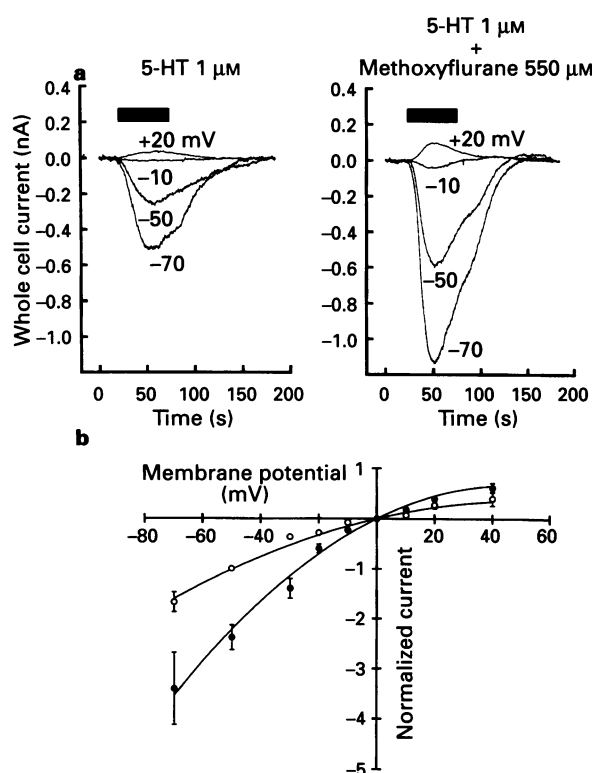 a
5-HT 1 μM
5-HT 1 μM
+
Methoxyflurane 550 μM
Whole cell current (nA)
0.4
0.2
0.0
−0.2
−0.4
−0.6
−0.8
−1.0
+20 mV
−10
−50
−70
0 50 100 150 200
Time (s)
0.4
0.2
0.0
−0.2
−0.4
−0.6
−0.8
−1.0
+20 mV
−10
−50
−70
0 50 100 150 200
Time (s)
b
Membrane potential
(mV)
−80 −60 −40 −20 20 40 60
1
−1
−2
−3
−4
−5
Normalized current